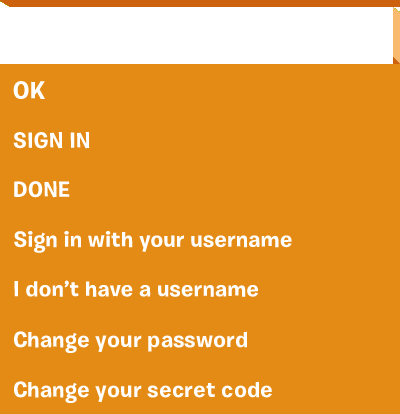 OK
SIGN IN
DONE
Sign in with your username
I don’t have a username
Change your password
Change your secret code